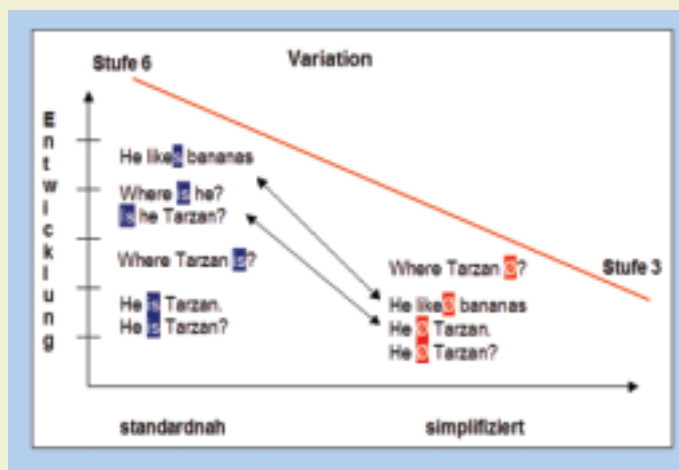 Variation
Stufe 6
Entwicklung
He likes bananas
Where is he?
Is he Tarzan?
Where Tarzan is?
He is Tarzan.
He is Tarzan?
Where Tarzan Ø?
Stufe 3
He likeØ bananas
He Ø Tarzan.
He Ø Tarzan?
standardnah
simplifiziert